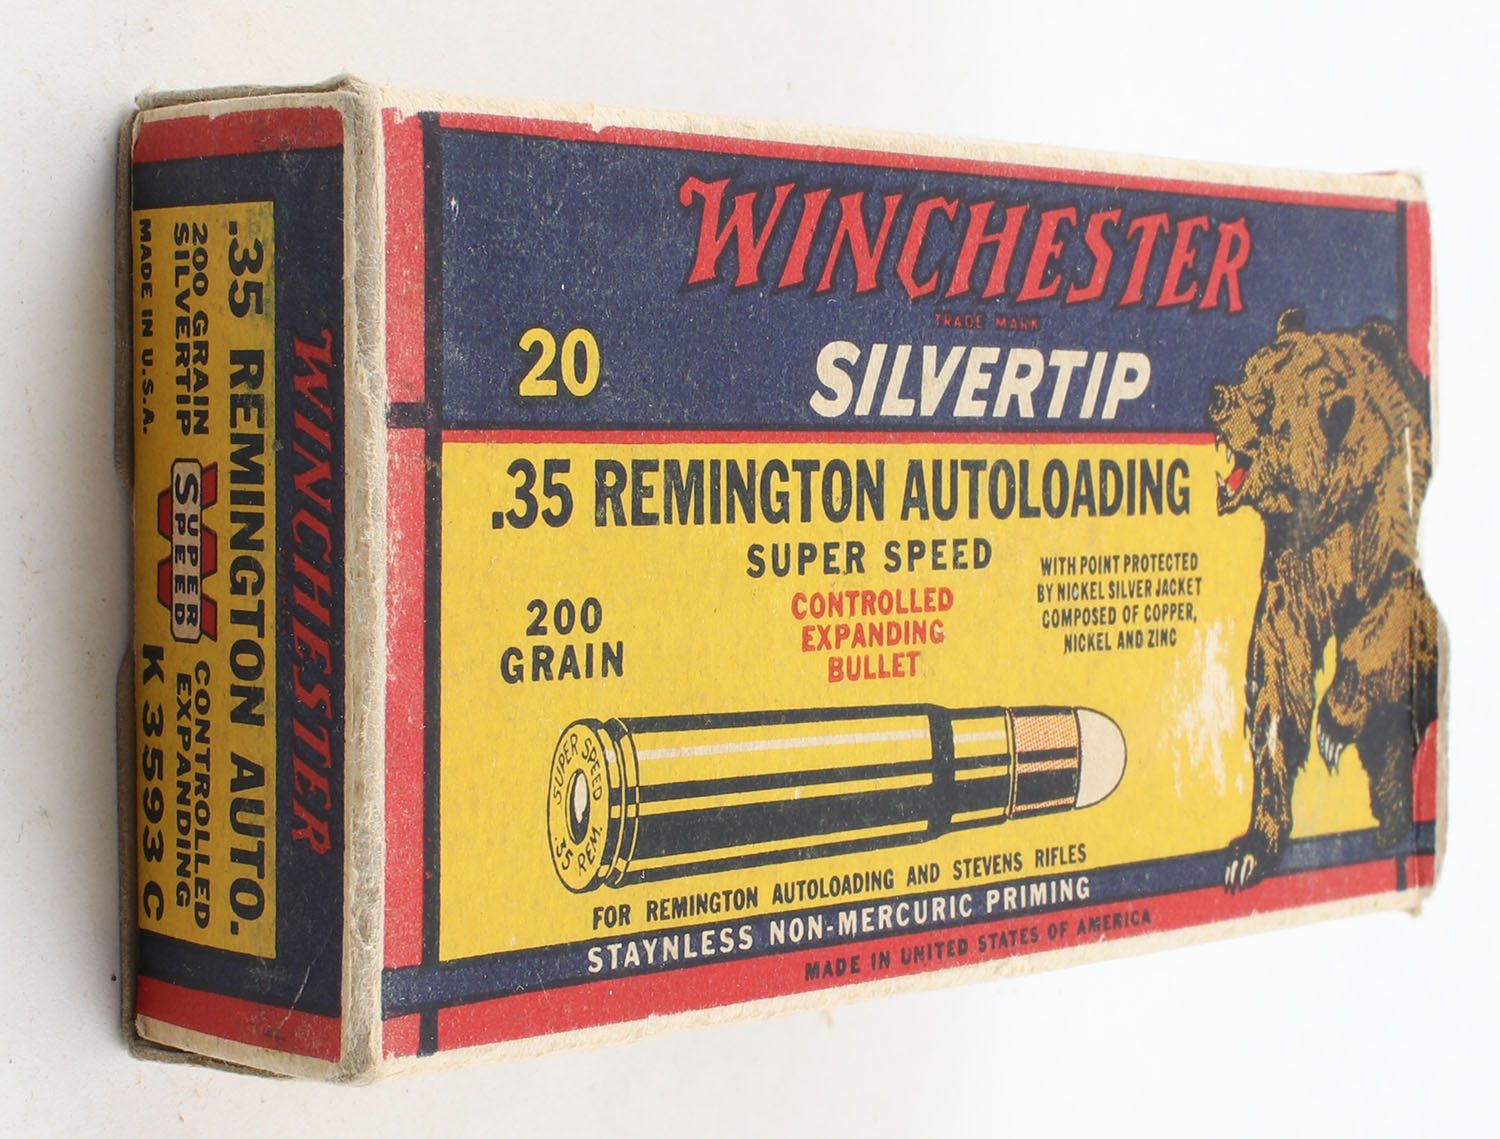 WINCHESTER
TRADE MARK
SILVERTIP
20
.35 REMINGTON AUTOLOADING
SUPER SPEED
200
GRAIN
CONTROLLED
EXPANDING
BULLET
WITH POINT PROTECTED
BY NICKEL SILVER JACKET
COMPOSED OF COPPER,
NICKEL AND ZINC
SUPER SPEED
.35 REM.
FOR REMINGTON AUTOLOADING AND STEVENS RIFLES
STAYNLESS NON-MERCURIC PRIMING
MADE IN UNITED STATES OF AMERICA
WINCHESTER
.35 REMINGTON AUTO.
200 GRAIN
SILVERTIP
W
SUPER
SPEED
CONTROLLED
EXPANDING
MADE IN U.S.A.
K 3593 C